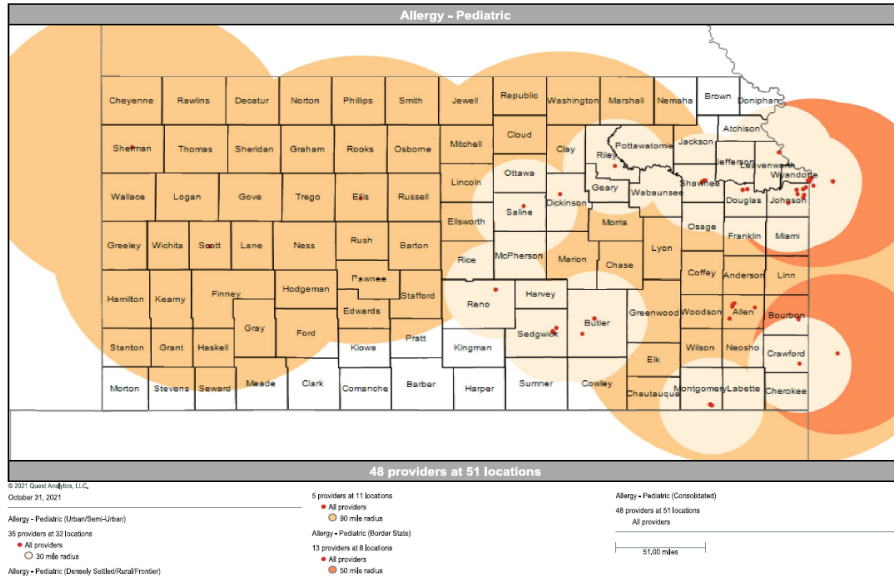 Allergy - Pediatric
Cheyenne Rawlins Decatur Norton Phillips Smith Jewell Republic Washington Marshall Nemaha Brown Doniphan
Atchison
Sherman Thomas Sheridan Graham Rooks Osborne Mitchell Cloud Clay Riley Pottawatomie Jackson Jefferson Leavenworth
Wyandotte
Ottawa
Wallace Logan Gove Trego Ellis Russell Lincoln Saline Dickinson Geary Wabaunsee Shawnee Douglas Johnson
Ellsworth Morris Osage Franklin Miami
Greeley Wichita Scott Lane Ness Rush Barton Rice McPherson Marion Chase Lyon Coffey Anderson Linn
Pawnee
Hamilton Kearny Finney Hodgeman Edwards Stafford Reno Harvey Butler Greenwood Woodson Allen Bourbon
Gray Ford Pratt Sedgwick
Stanton Grant Haskell Kiowa Kingman Elk Wilson Neosho Crawford
Morton Stevens Seward Meade Clark Comanche Barber Harper Sumner Cowley Chautauqua Montgomery Labette Cherokee
48 providers at 51 locations
© 2021 Quest Analytics, LLC.
October 31, 2021
Allergy - Pediatric (Urban/Semi-Urban)
35 providers at 32 locations
All providers
30 mile radius
Allergy - Pediatric (Densely Settled/Rural/Frontier)
5 providers at 11 locations
All providers
90 mile radius
Allergy - Pediatric (Border State)
13 providers at 8 locations
All providers
50 mile radius
Allergy - Pediatric (Consolidated)
48 providers at 51 locations
All providers
51.00 miles